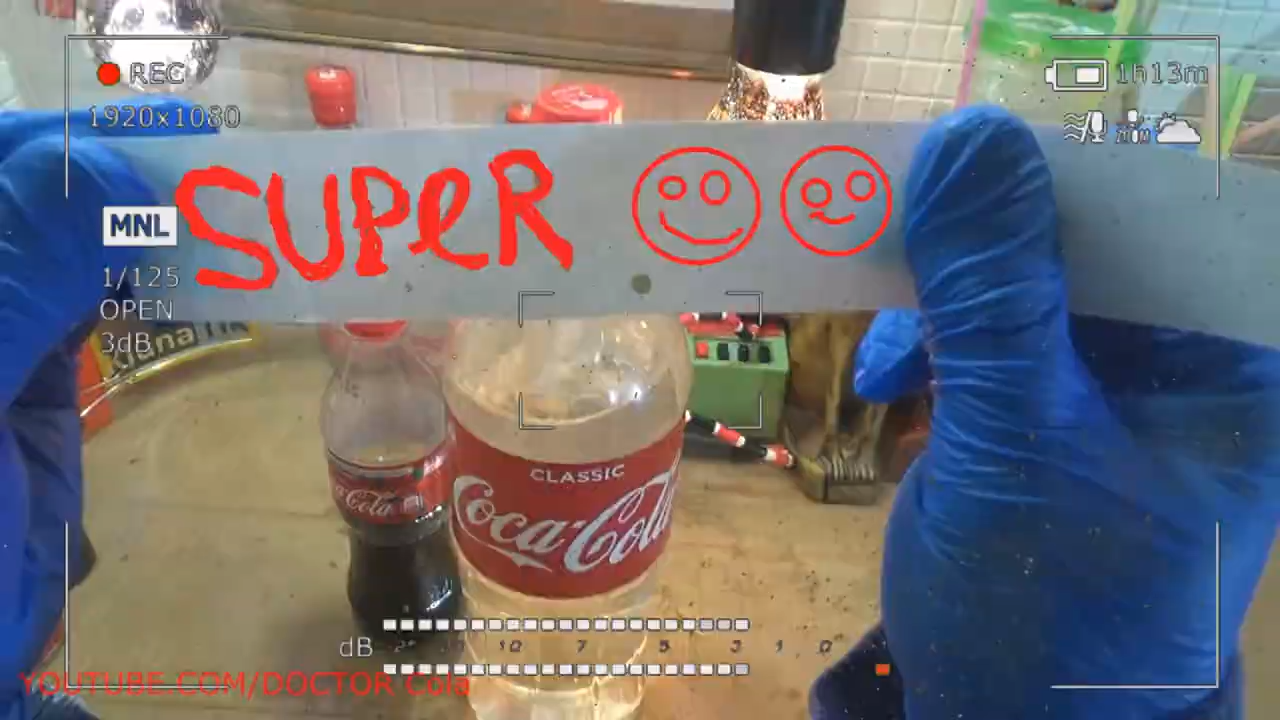 REC
1h13m
1920x1080
SUPeR
MNL
1/125
OPEN
3dB
CLASSIC
Coca-Cola
Coca-Cola
dB 10 7 5 3 1 0
YOUTUBE.COM/DOCTOR Cola